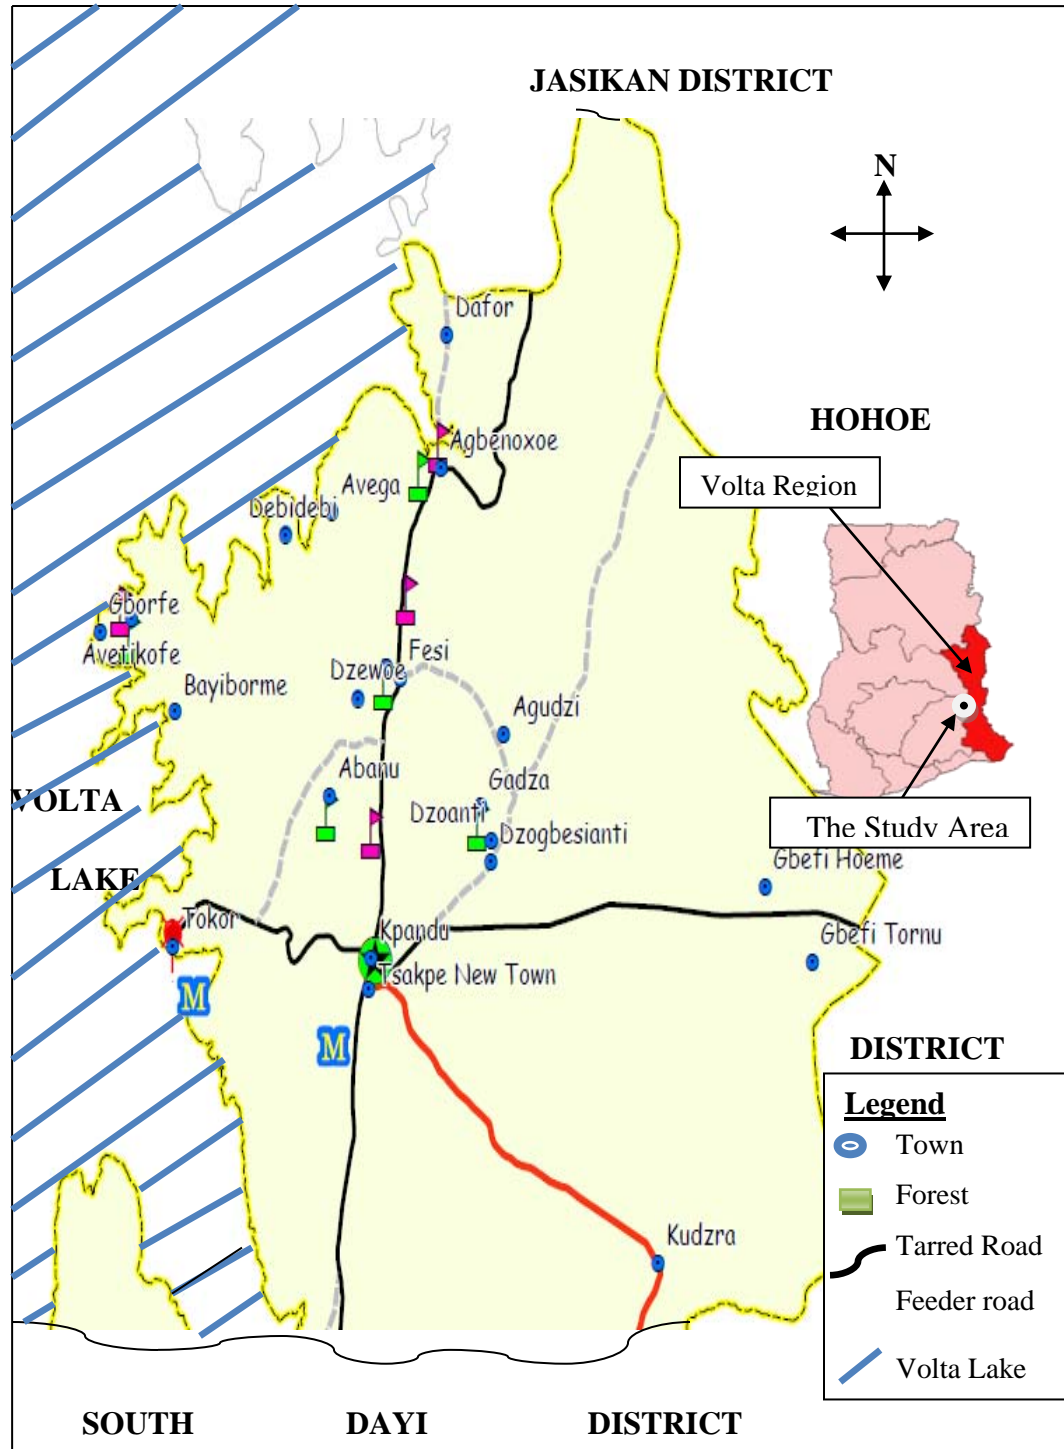 JASIKAN DISTRICT
N
Dafor
HOHOE
Agbenoxoe
Volta Region
Avega
Debidebi
Gborfe
Avetikofe
Fesi
Dzewoe
Bayiborme
Agudzi
Abanu
Gadza
VOLTA
Dzoanti
Dzogbesianti
The Study Area
Gbefi Hoeme
LAKE
Tokor
Kpandu
Gbefi Tornu
Tsakpe New Town
M
M
DISTRICT
Legend
Town
Forest
Kudzra
Tarred Road
Feeder road
Volta Lake
SOUTH DAYI DISTRICT